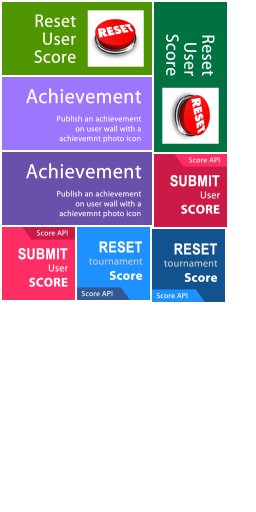 Reset
User
Score
RESET
Reset
User
Score
RESET
Achievement
Publish an achievement
on user wall with a
achievemnt photo icon
Achievement
Publish an achievement
on user wall with a
achievemnt photo icon
Score API
SUBMIT
User
SCORE
Score API
SUBMIT
User
SCORE
RESET
tournament
Score
Score API
RESET
tournament
Score
Score API